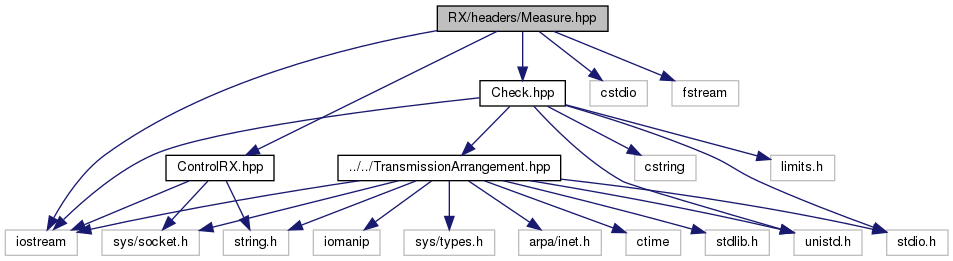 RX/headers/Measure.hpp
Check.hpp
cstdio
fstream
ControlRX.hpp
../../TransmissionArrangement.hpp
cstring
limits.h
iostream
sys/socket.h
string.h
iomanip
sys/types.h
arpa/inet.h
ctime
stdlib.h
unistd.h
stdio.h